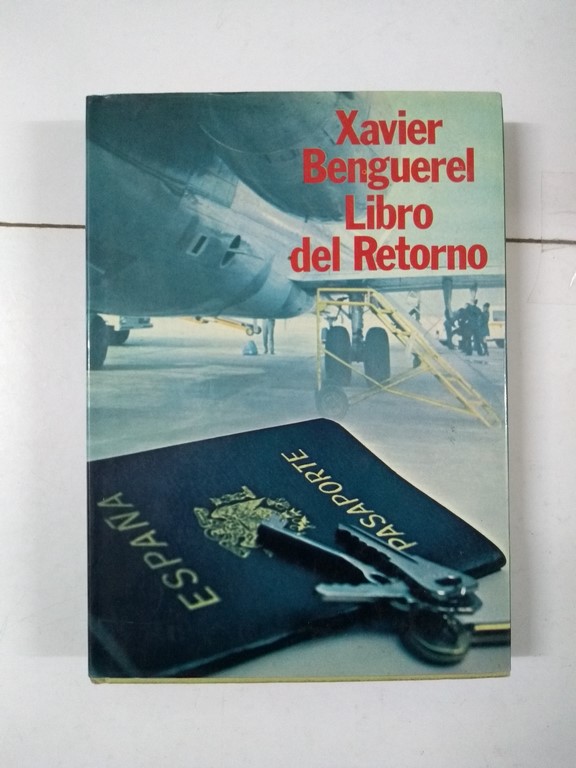 Xavier
Benguerel
Libro
del Retorno
PASAPORTE
ESPAÑA